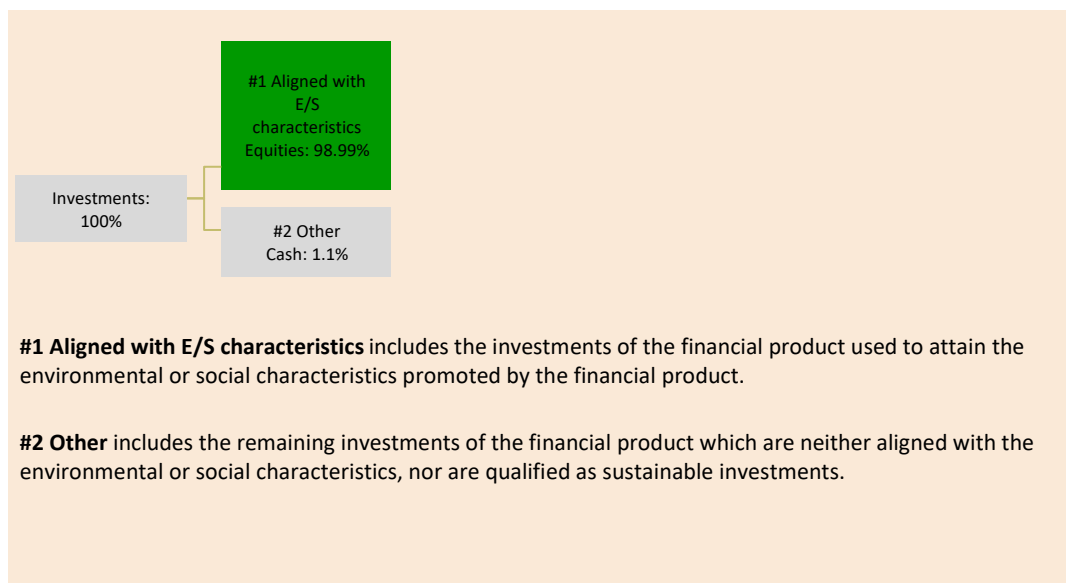 #1 Aligned with
E/S
characteristics
Equities: 98.99%
Investments:
100%
#2 Other
Cash: 1.1%
#1 Aligned with E/S characteristics includes the investments of the financial product used to attain the
environmental or social characteristics promoted by the financial product.
#2 Other includes the remaining investments of the financial product which are neither aligned with the
environmental or social characteristics, nor are qualified as sustainable investments.